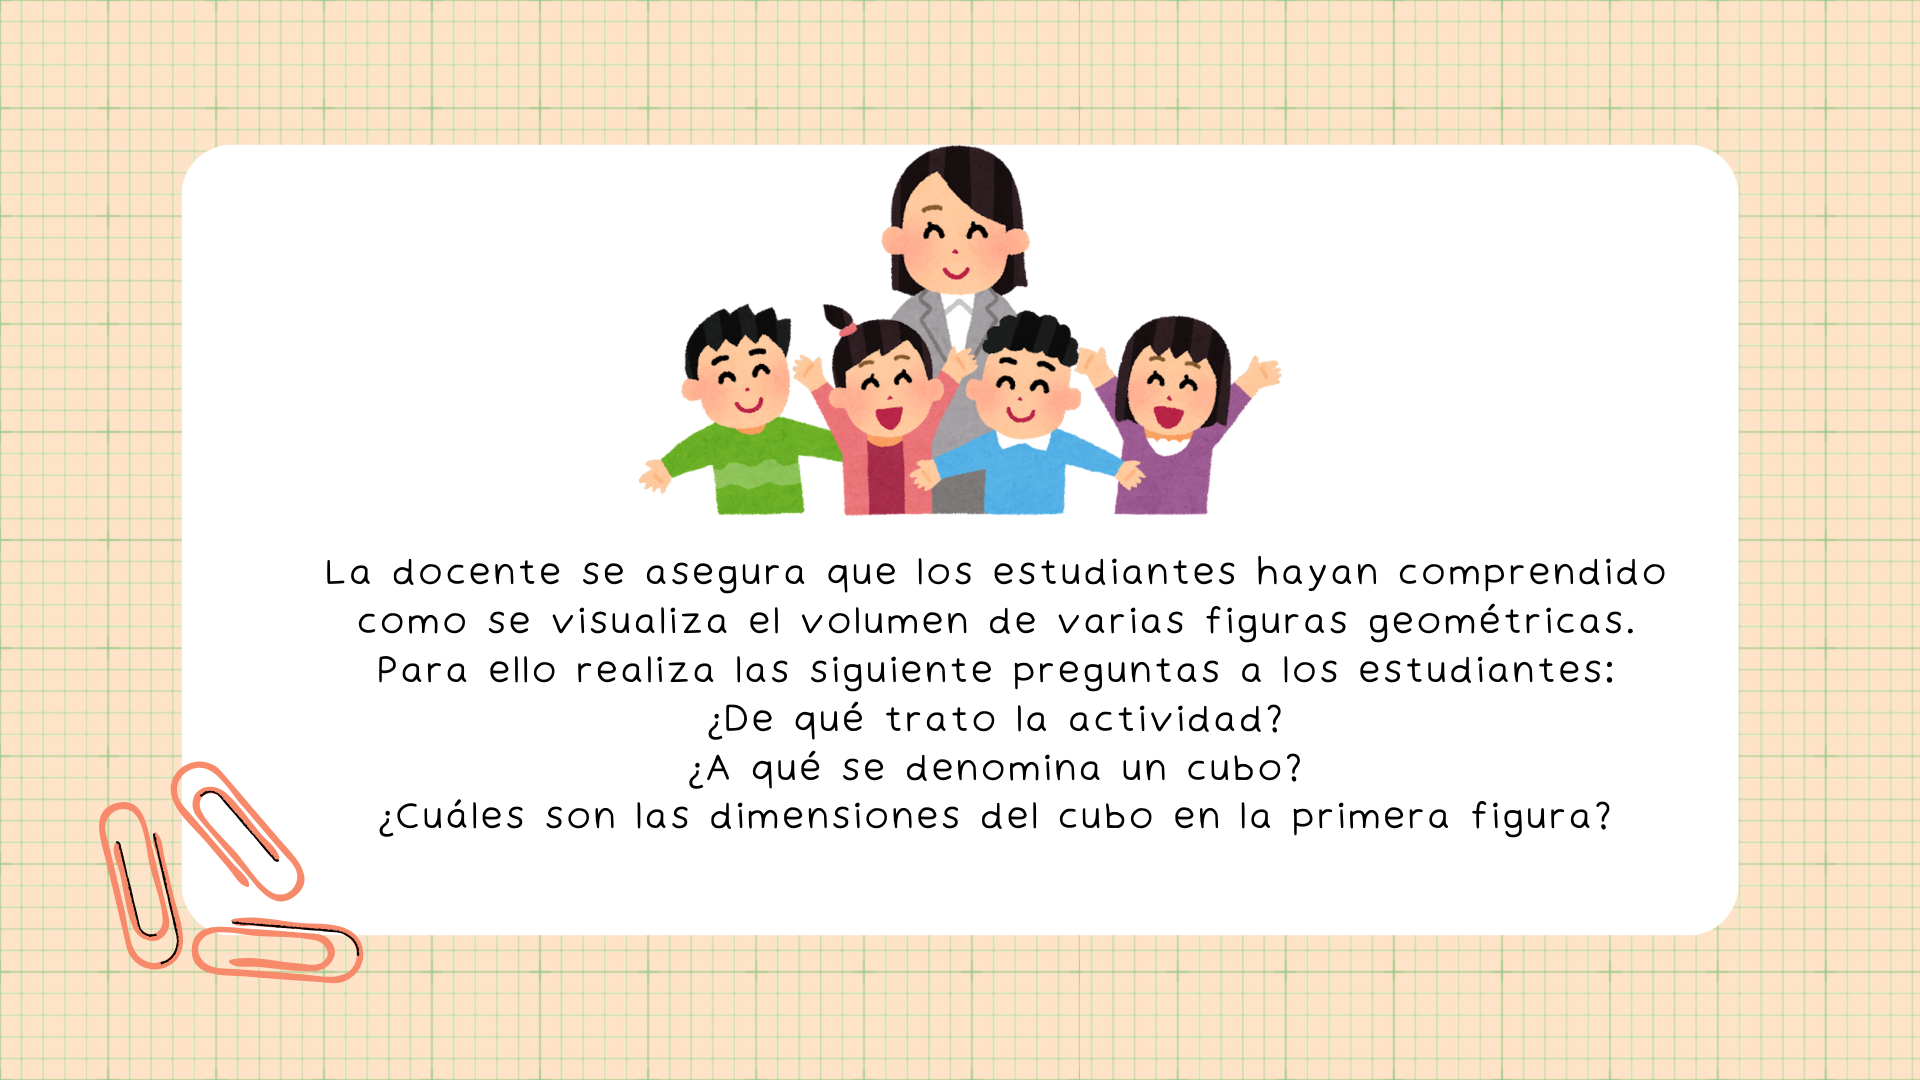 La docente se asegura que los estudiantes hayan comprendido
como se visualiza el volumen de varias figuras geométricas.
Para ello realiza las siguiente preguntas a los estudiantes:
¿De qué trato la actividad?
¿A qué se denomina un cubo?
¿Cuáles son las dimensiones del cubo en la primera figura?